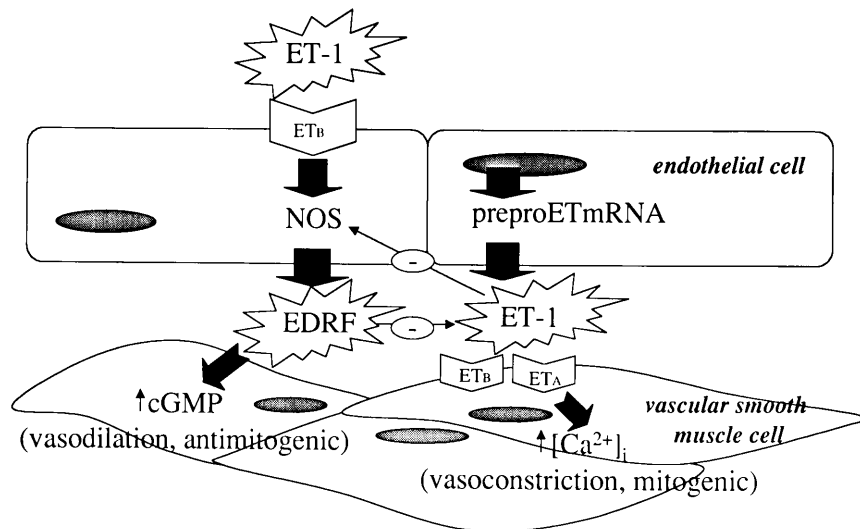 ET-1
ETB
endothelial cell
NOS
preproETmRNA
-
EDRF
-
ET-1
ETB
ETA
↑cGMP
(vasodilation, antimitogenic)
vascular smooth
muscle cell
↑[Ca²⁺]i
(vasoconstriction, mitogenic)